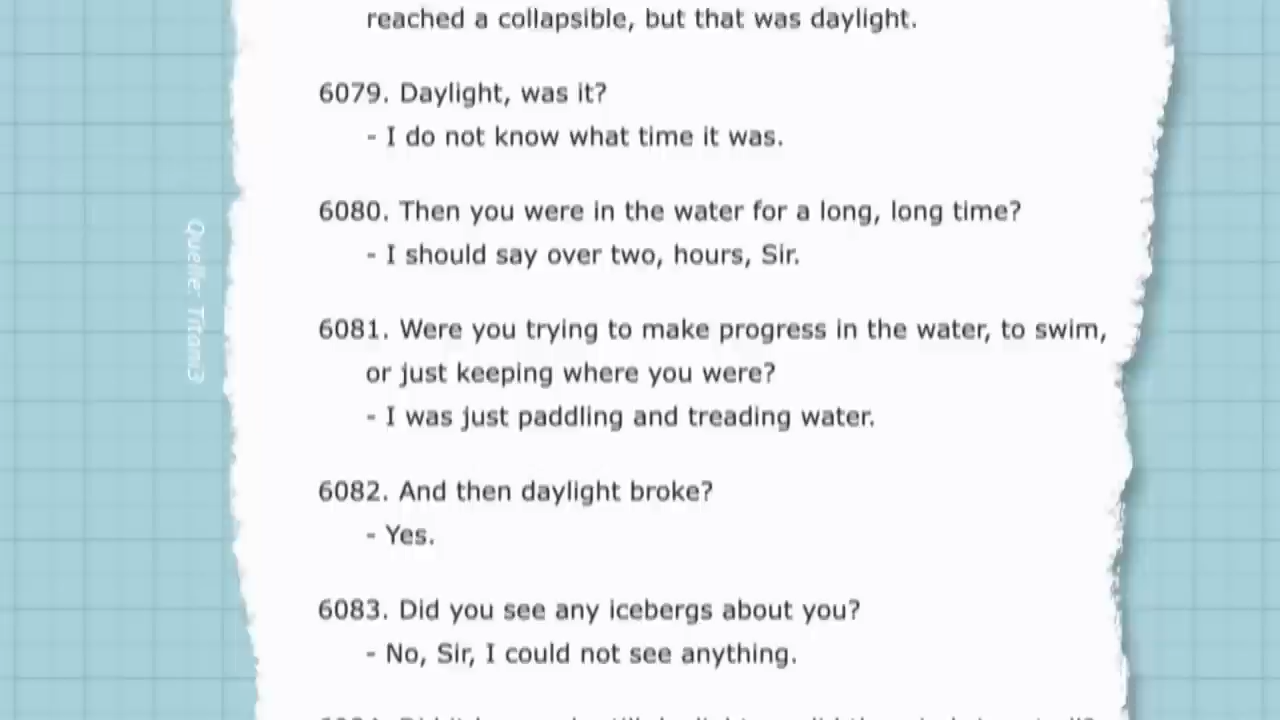 reached a collapsible, but that was daylight.
6079. Daylight, was it?
- I do not know what time it was.
6080. Then you were in the water for a long, long time?
- I should say over two, hours, Sir.
6081. Were you trying to make progress in the water, to swim,
or just keeping where you were?
- I was just paddling and treading water.
6082. And then daylight broke?
- Yes.
6083. Did you see any icebergs about you?
- No, Sir, I could not see anything.
Quelle: